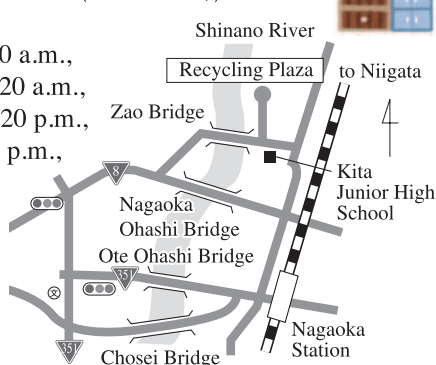 Shinano River
0 a.m.,
Recycling Plaza
to Niigata
20 a.m.,
Zao Bridge
20 p.m.,
p.m.,
8
Kita
Junior High
School
Nagaoka
Ohashi Bridge
Ote Ohashi Bridge
351
文
Nagaoka
Station
351
Chosei Bridge